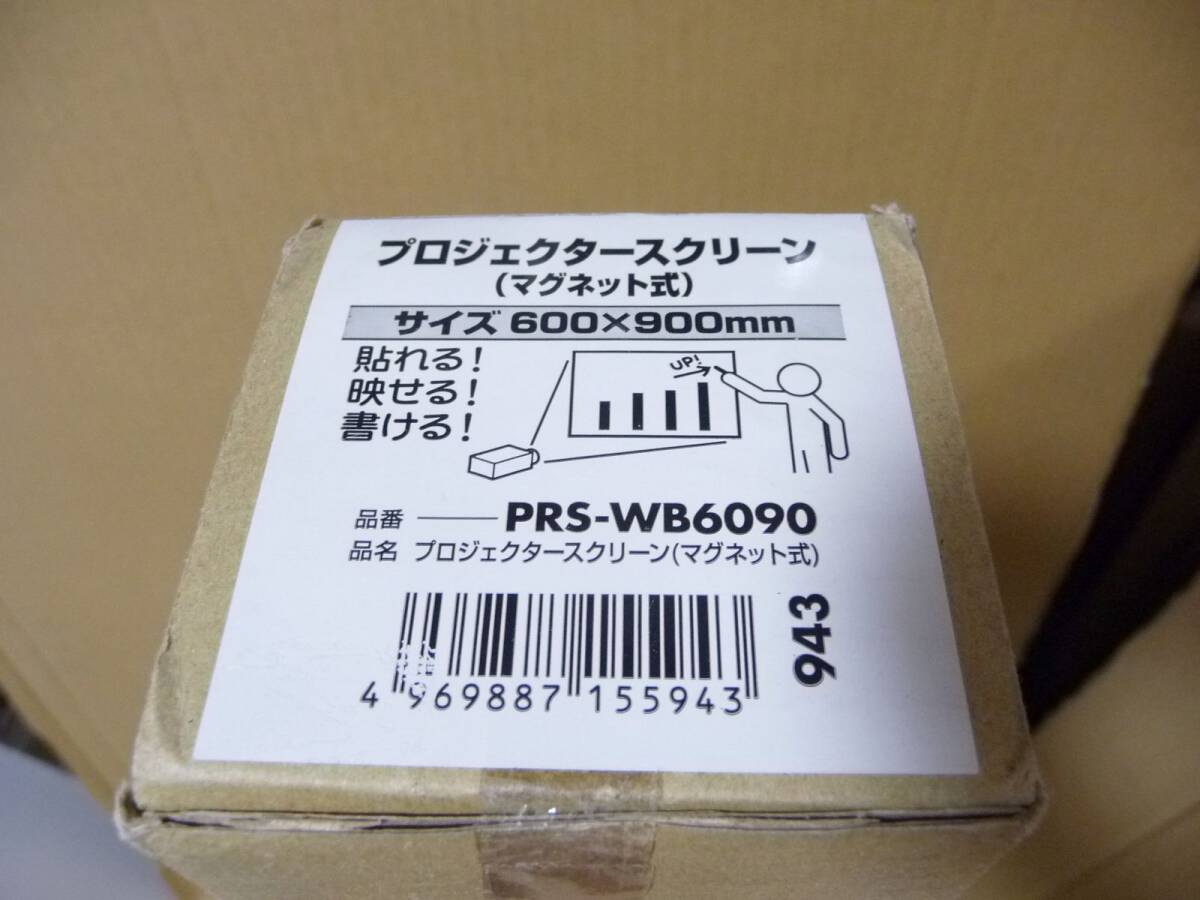 プロジェクタースクリーン
(マグネット式)
サイズ 600×900mm
貼れる!
映せる!
書ける!
UP!
品番 ―― PRS-WB6090
品名 プロジェクタースクリーン(マグネット式)
943
4 969887 155943